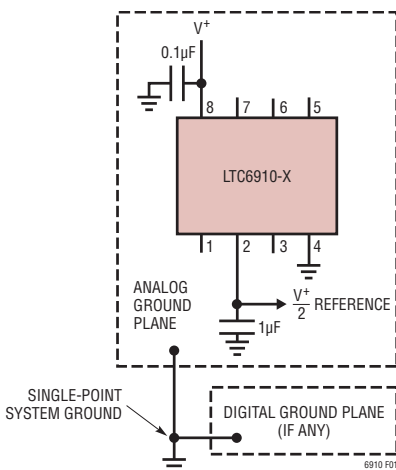 V+
0.1µF
8 7 6 5
LTC6910-X
1 2 3 4
ANALOG
GROUND
PLANE
V+
2
REFERENCE
1µF
SINGLE-POINT
SYSTEM GROUND
DIGITAL GROUND PLANE
(IF ANY)
6910 F01